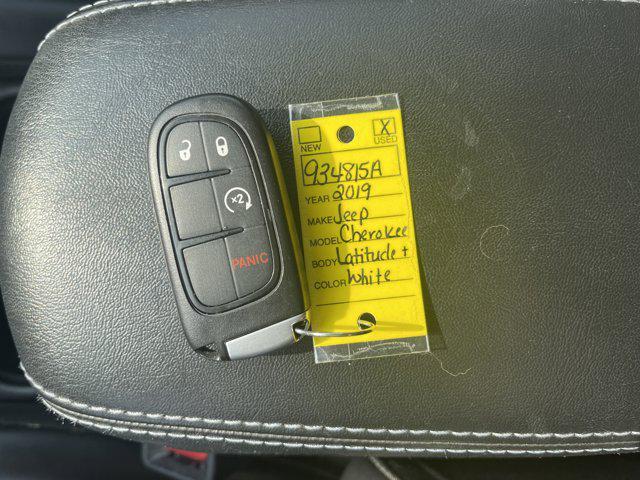 x2
PANIC
NEW X USED
934815A
YEAR 2019
MAKE Jeep
MODEL Cherokee
BODY Latitude +
COLOR White